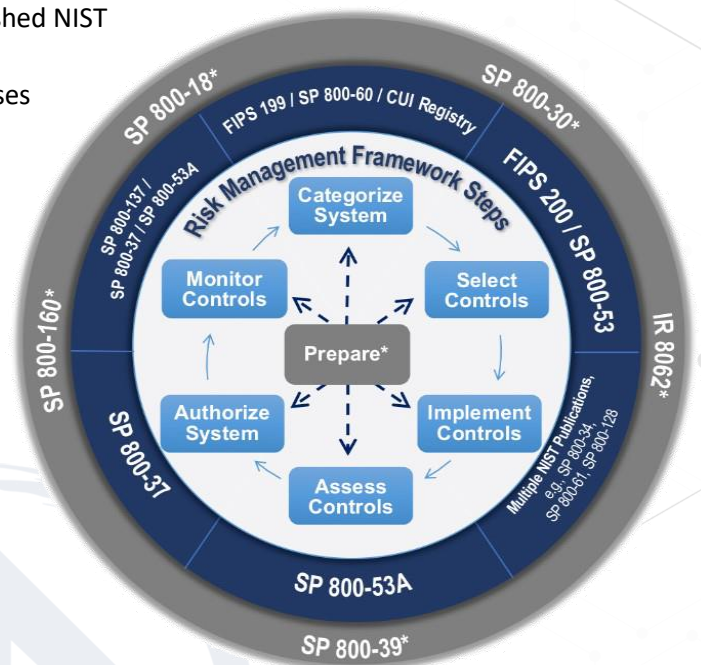 shed NIST
ses
SP 800-18*
SP 800-30*
IR 8062*
SP 800-39*
SP 800-160*
FIPS 199 / SP 800-60 / CUI Registry
FIPS 200 / SP 800-53
Multiple NIST Publications,
e.g., SP 800-34,
SP 800-61, SP 800-128
SP 800-53A
SP 800-37
SP 800-137 /
SP 800-37 / SP 800-53A
Risk Management Framework Steps
Categorize
System
Select
Controls
Implement
Controls
Assess
Controls
Authorize
System
Monitor
Controls
Prepare*